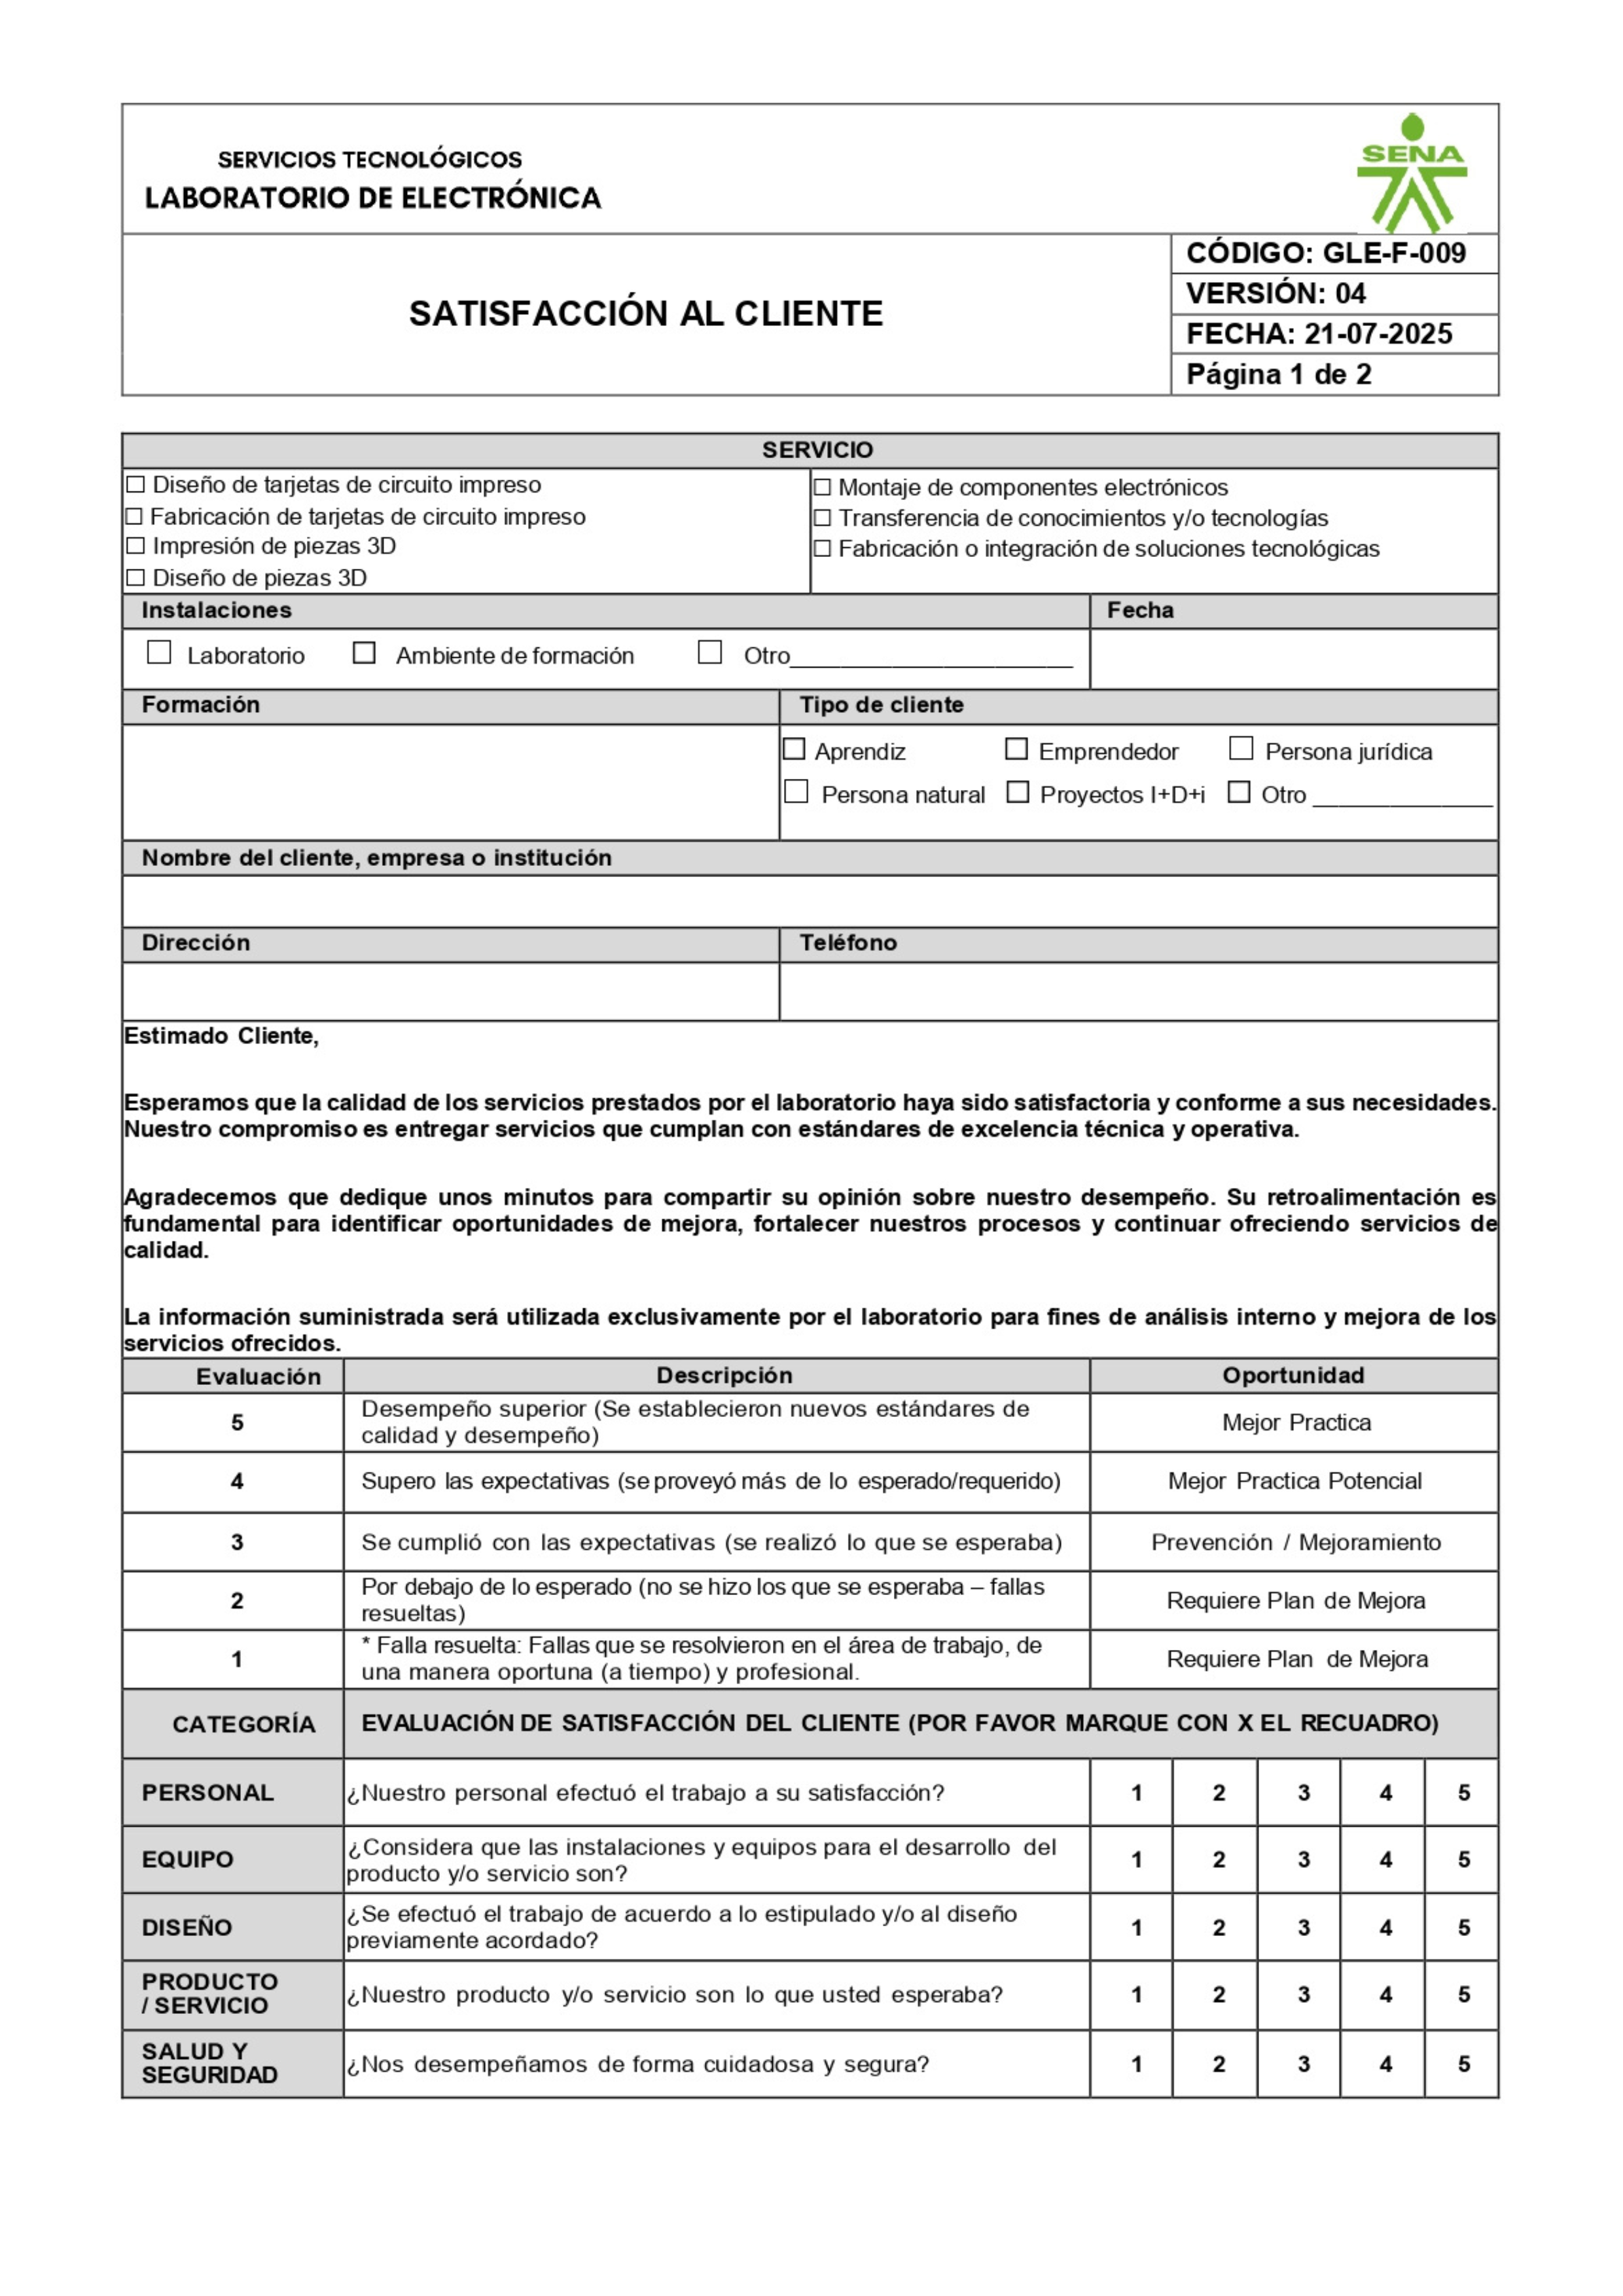 SERVICIOS TECNOLÓGICOS
LABORATORIO DE ELECTRÓNICA
SENA
SATISFACCIÓN AL CLIENTE
CÓDIGO: GLE-F-009
VERSIÓN: 04
FECHA: 21-07-2025
Página 1 de 2
SERVICIO
☐ Diseño de tarjetas de circuito impreso
☐ Fabricación de tarjetas de circuito impreso
☐ Impresión de piezas 3D
☐ Diseño de piezas 3D
☐ Montaje de componentes electrónicos
☐ Transferencia de conocimientos y/o tecnologías
☐ Fabricación o integración de soluciones tecnológicas
Instalaciones Fecha
☐ Laboratorio ☐ Ambiente de formación ☐ Otro______________________
Formación Tipo de cliente
☐ Aprendiz ☐ Emprendedor ☐ Persona jurídica
☐ Persona natural ☐ Proyectos I+D+i ☐ Otro ______________
Nombre del cliente, empresa o institución
Dirección Teléfono
Estimado Cliente,
Esperamos que la calidad de los servicios prestados por el laboratorio haya sido satisfactoria y conforme a sus necesidades.
Nuestro compromiso es entregar servicios que cumplan con estándares de excelencia técnica y operativa.
Agradecemos que dedique unos minutos para compartir su opinión sobre nuestro desempeño. Su retroalimentación es
fundamental para identificar oportunidades de mejora, fortalecer nuestros procesos y continuar ofreciendo servicios de
calidad.
La información suministrada será utilizada exclusivamente por el laboratorio para fines de análisis interno y mejora de los
servicios ofrecidos.
Evaluación Descripción Oportunidad
5 Desempeño superior (Se establecieron nuevos estándares de
calidad y desempeño) Mejor Practica
4 Supero las expectativas (se proveyó más de lo esperado/requerido) Mejor Practica Potencial
3 Se cumplió con las expectativas (se realizó lo que se esperaba) Prevención / Mejoramiento
2 Por debajo de lo esperado (no se hizo los que se esperaba – fallas
resueltas) Requiere Plan de Mejora
1 * Falla resuelta: Fallas que se resolvieron en el área de trabajo, de
una manera oportuna (a tiempo) y profesional. Requiere Plan de Mejora
CATEGORÍA EVALUACIÓN DE SATISFACCIÓN DEL CLIENTE (POR FAVOR MARQUE CON X EL RECUADRO)
PERSONAL ¿Nuestro personal efectuó el trabajo a su satisfacción? 1 2 3 4 5
EQUIPO ¿Considera que las instalaciones y equipos para el desarrollo del
producto y/o servicio son? 1 2 3 4 5
DISEÑO ¿Se efectuó el trabajo de acuerdo a lo estipulado y/o al diseño
previamente acordado? 1 2 3 4 5
PRODUCTO
/ SERVICIO ¿Nuestro producto y/o servicio son lo que usted esperaba? 1 2 3 4 5
SALUD Y
SEGURIDAD ¿Nos desempeñamos de forma cuidadosa y segura? 1 2 3 4 5